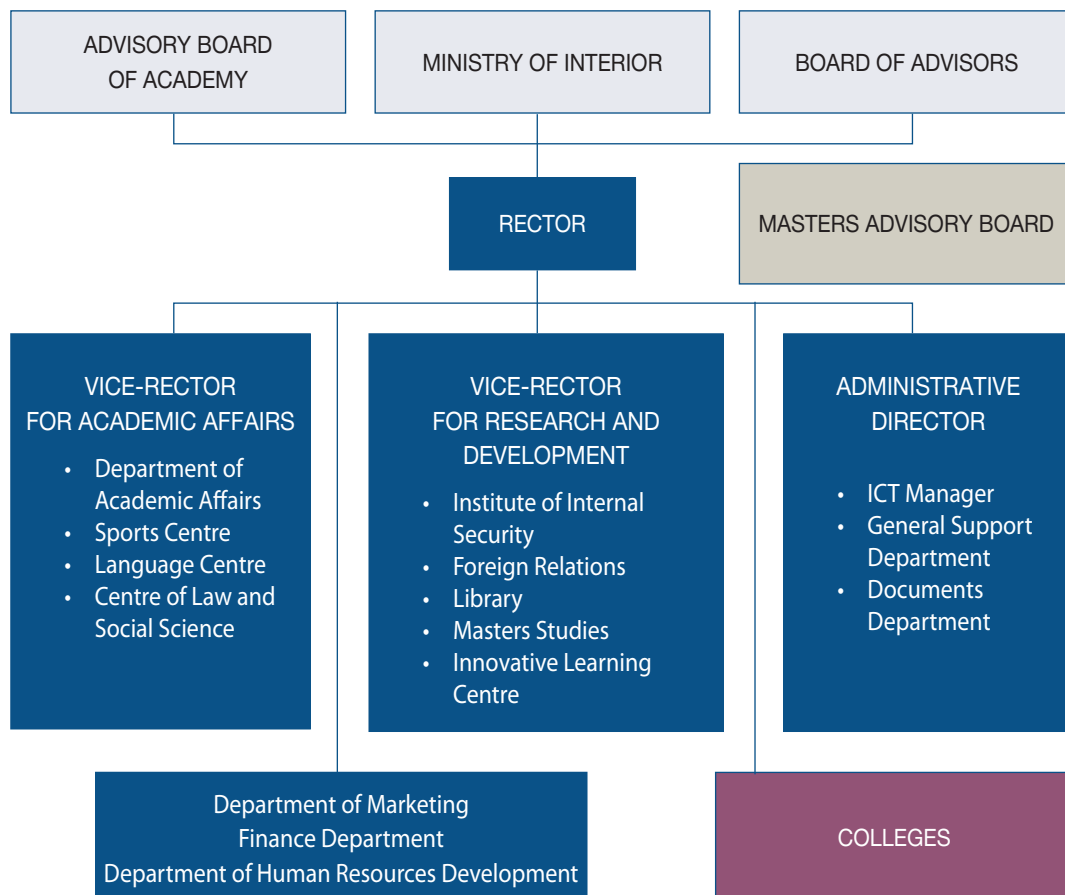 ADVISORY BOARD
OF ACADEMY
MINISTRY OF INTERIOR
BOARD OF ADVISORS
RECTOR
MASTERS ADVISORY BOARD
VICE-RECTOR
FOR ACADEMIC AFFAIRS
• Department of
Academic Affairs
• Sports Centre
• Language Centre
• Centre of Law and
Social Science
VICE-RECTOR
FOR RESEARCH AND
DEVELOPMENT
• Institute of Internal
Security
• Foreign Relations
• Library
• Masters Studies
• Innovative Learning
Centre
ADMINISTRATIVE
DIRECTOR
• ICT Manager
• General Support
Department
• Documents
Department
Department of Marketing
Finance Department
Department of Human Resources Development
COLLEGES